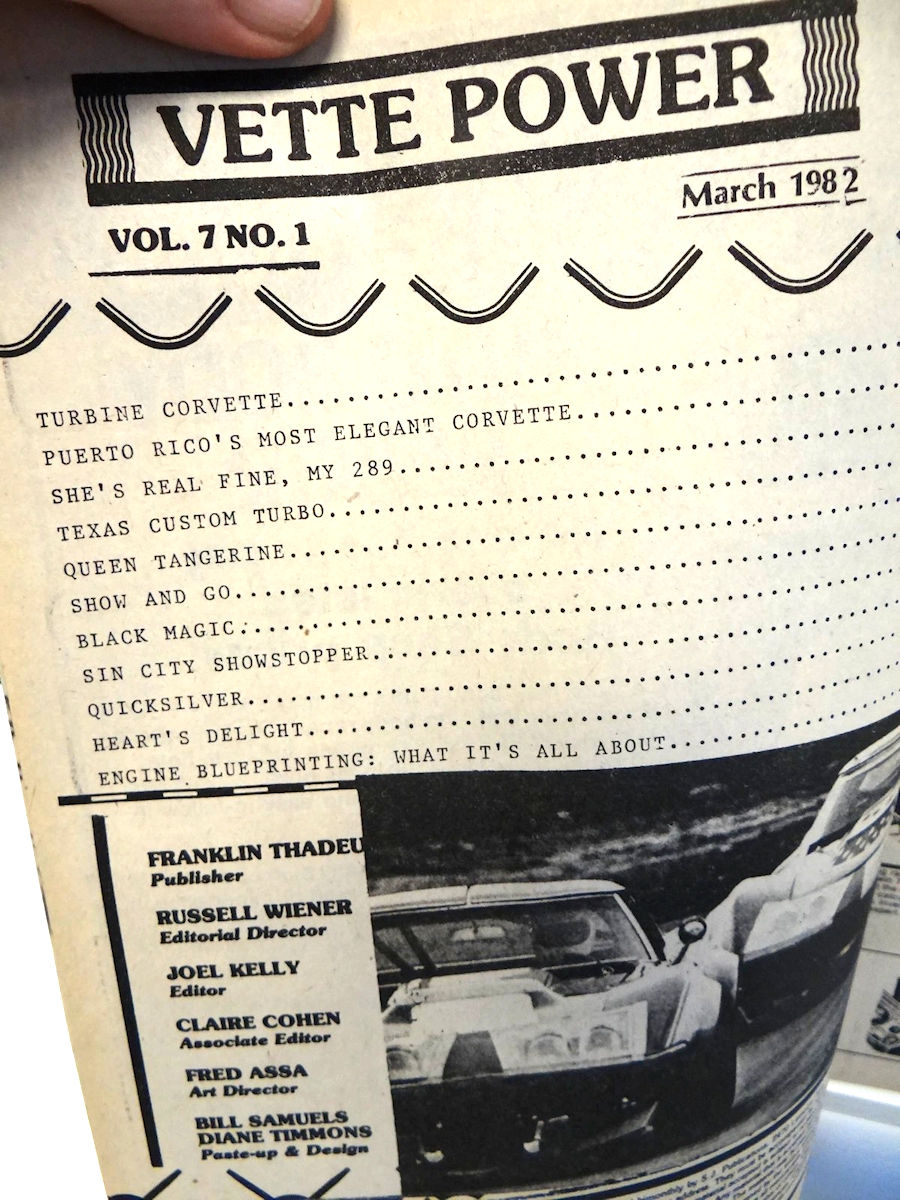 VETTE POWER
March 1982
VOL. 7 NO. 1
TURBINE CORVETTE
PUERTO RICO'S MOST ELEGANT CORVETTE
SHE'S REAL FINE, MY 289
TEXAS CUSTOM TURBO
QUEEN TANGERINE
SHOW AND GO
BLACK MAGIC
SIN CITY SHOWSTOPPER
QUICKSILVER
HEART'S DELIGHT
ENGINE BLUEPRINTING: WHAT IT'S ALL ABOUT
FRANKLIN THADEU
Publisher
RUSSELL WIENER
Editorial Director
JOEL KELLY
Editor
CLAIRE COHEN
Associate Editor
FRED ASSA
Art Director
BILL SAMUELS
DIANE TIMMONS
Paste-up & Design
by S.J. Publications,